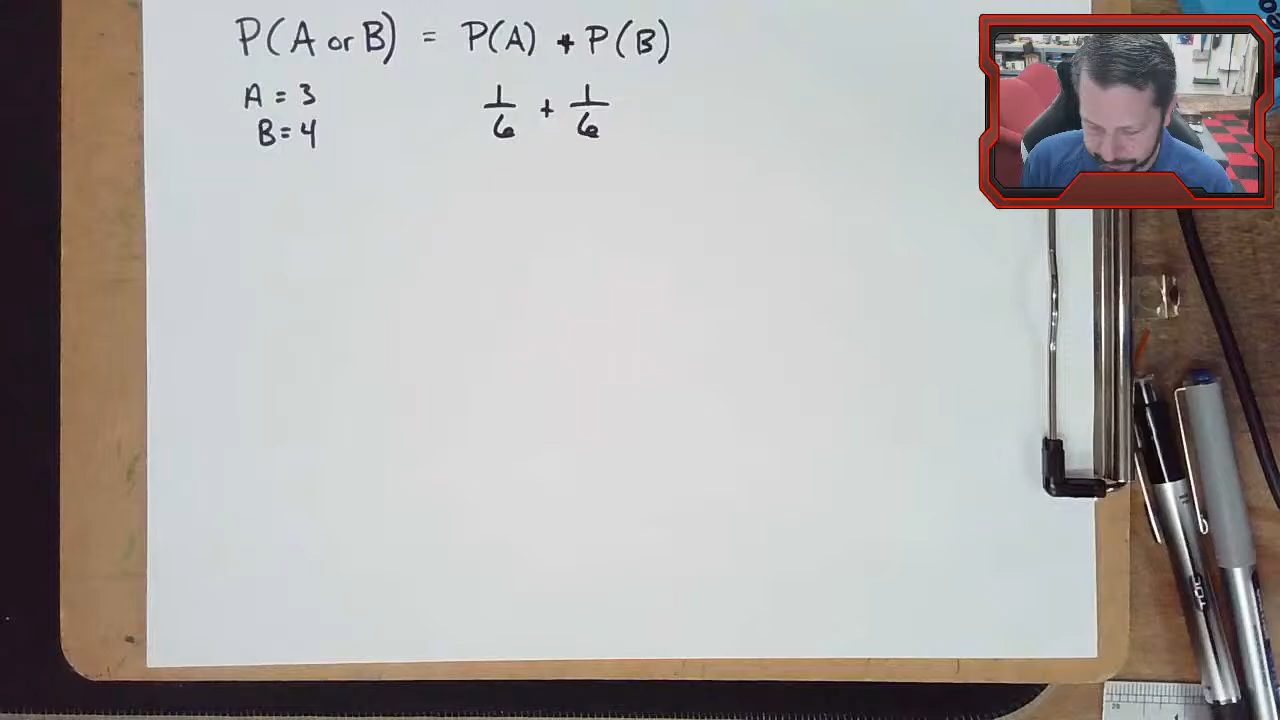 P(A or B) = P(A) + P(B)
A = 3
B = 4
1/6 + 1/6